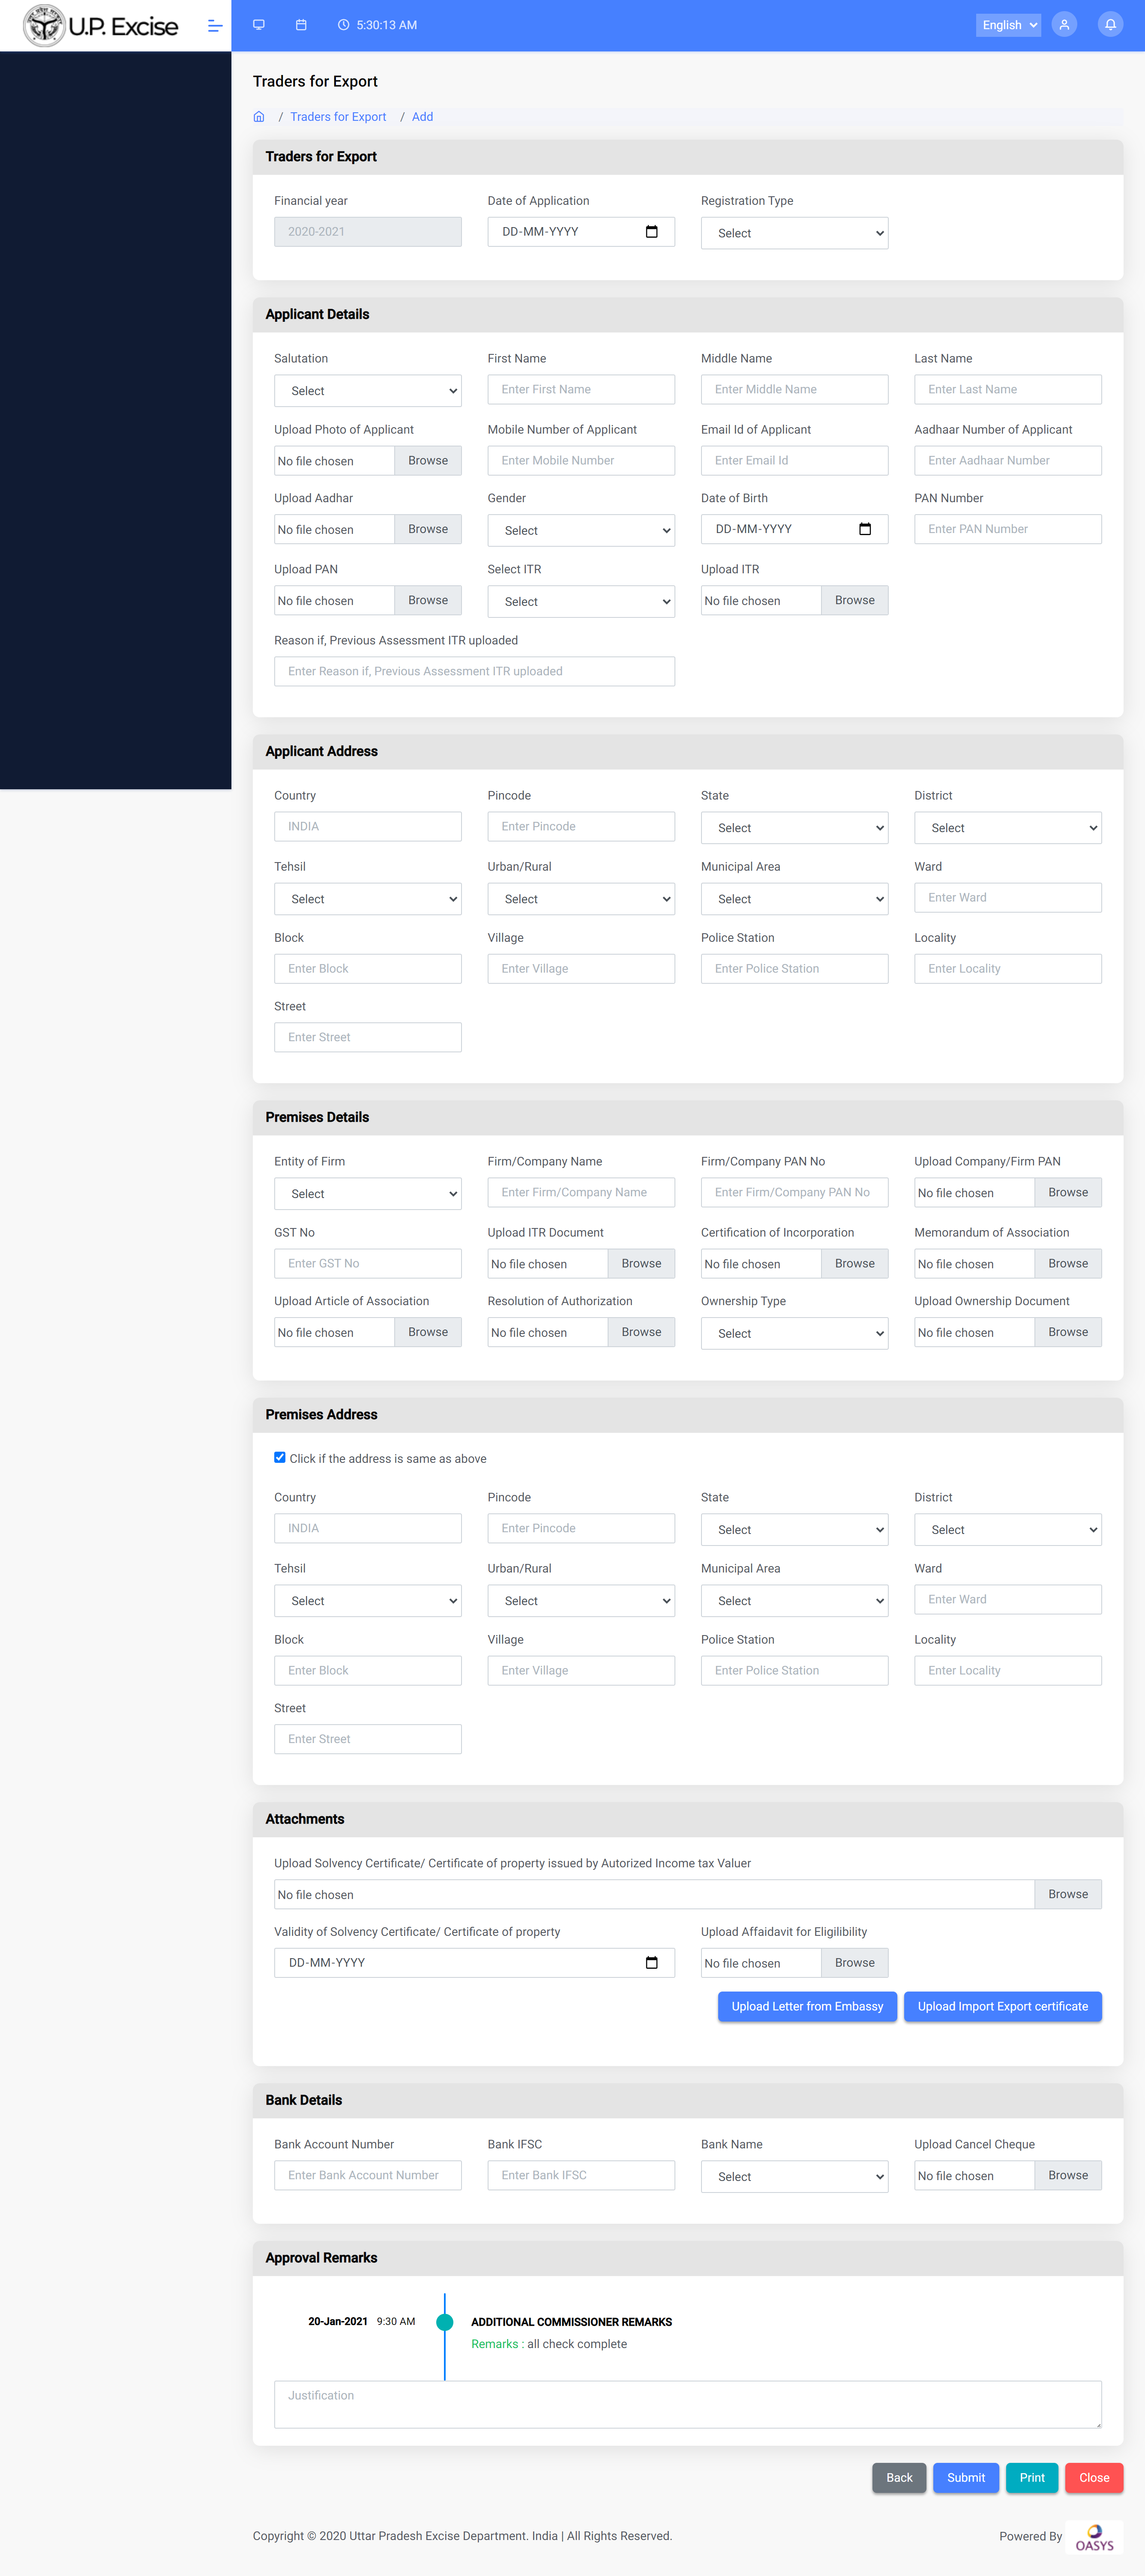 U.P. Excise
5:30:13 AM
English
Traders for Export
/ Traders for Export / Add
Traders for Export
Financial year Date of Application Registration Type
2020-2021 DD-MM-YYYY Select
Applicant Details
Salutation First Name Middle Name Last Name
Select Enter First Name Enter Middle Name Enter Last Name
Upload Photo of Applicant Mobile Number of Applicant Email Id of Applicant Aadhaar Number of Applicant
No file chosen Browse Enter Mobile Number Enter Email Id Enter Aadhaar Number
Upload Aadhar Gender Date of Birth PAN Number
No file chosen Browse Select DD-MM-YYYY Enter PAN Number
Upload PAN Select ITR Upload ITR
No file chosen Browse Select No file chosen Browse
Reason if, Previous Assessment ITR uploaded
Enter Reason if, Previous Assessment ITR uploaded
Applicant Address
Country Pincode State District
INDIA Enter Pincode Select Select
Tehsil Urban/Rural Municipal Area Ward
Select Select Select Enter Ward
Block Village Police Station Locality
Enter Block Enter Village Enter Police Station Enter Locality
Street
Enter Street
Premises Details
Entity of Firm Firm/Company Name Firm/Company PAN No Upload Company/Firm PAN
Select Enter Firm/Company Name Enter Firm/Company PAN No No file chosen Browse
GST No Upload ITR Document Certification of Incorporation Memorandum of Association
Enter GST No No file chosen Browse No file chosen Browse No file chosen Browse
Upload Article of Association Resolution of Authorization Ownership Type Upload Ownership Document
No file chosen Browse No file chosen Browse Select No file chosen Browse
Premises Address
Click if the address is same as above
Country Pincode State District
INDIA Enter Pincode Select Select
Tehsil Urban/Rural Municipal Area Ward
Select Select Select Enter Ward
Block Village Police Station Locality
Enter Block Enter Village Enter Police Station Enter Locality
Street
Enter Street
Attachments
Upload Solvency Certificate/ Certificate of property issued by Autorized Income tax Valuer
No file chosen Browse
Validity of Solvency Certificate/ Certificate of property Upload Affaidavit for Eligilibility
DD-MM-YYYY No file chosen Browse
Upload Letter from Embassy Upload Import Export certificate
Bank Details
Bank Account Number Bank IFSC Bank Name Upload Cancel Cheque
Enter Bank Account Number Enter Bank IFSC Select No file chosen Browse
Approval Remarks
20-Jan-2021 9:30 AM ADDITIONAL COMMISSIONER REMARKS
Remarks : all check complete
Justification
Back Submit Print Close
Copyright © 2020 Uttar Pradesh Excise Department. India | All Rights Reserved. Powered By OASYS